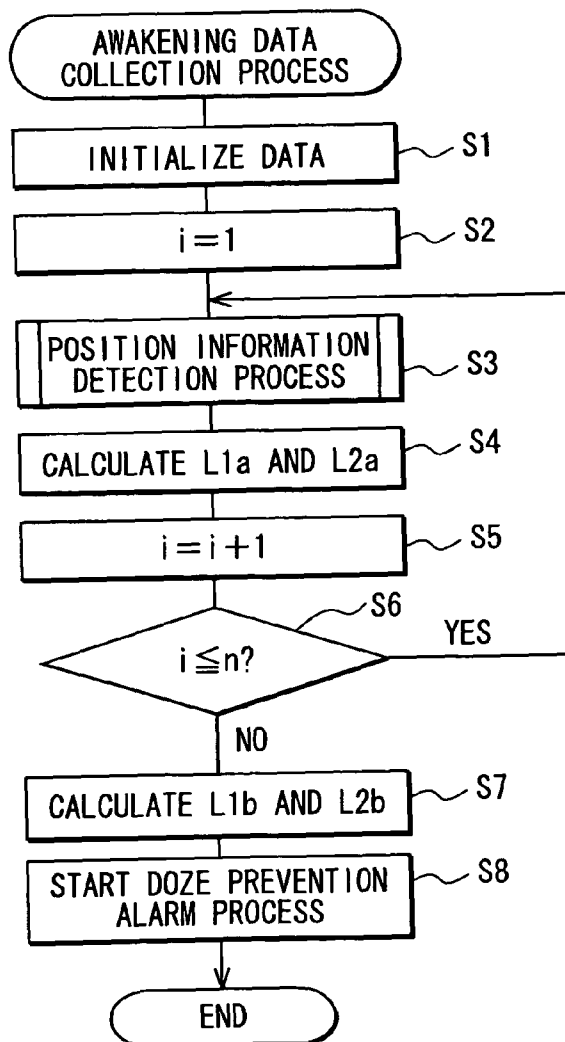 AWAKENING DATA
COLLECTION PROCESS
INITIALIZE DATA
S1
i=1
S2
POSITION INFORMATION
DETECTION PROCESS
S3
CALCULATE L1a AND L2a
S4
i=i+1
S5
S6
i≦n?
YES
NO
CALCULATE L1b AND L2b
S7
START DOZE PREVENTION
ALARM PROCESS
S8
END